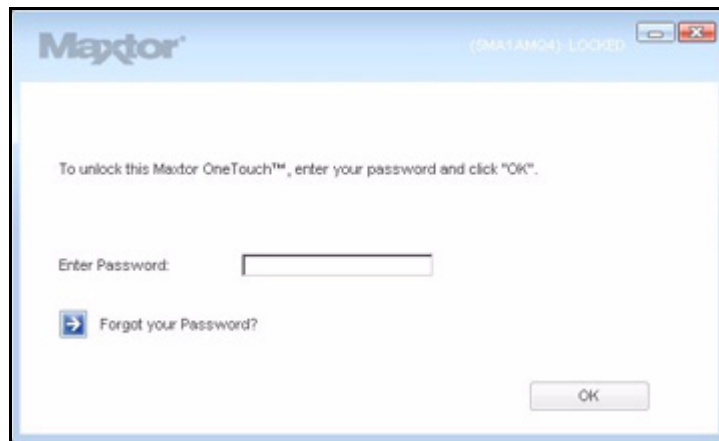 Maxtor®
(5MA1AMQ4) LOCKED
To unlock this Maxtor OneTouch™, enter your password and click "OK".
Enter Password:
Forgot your Password?
OK